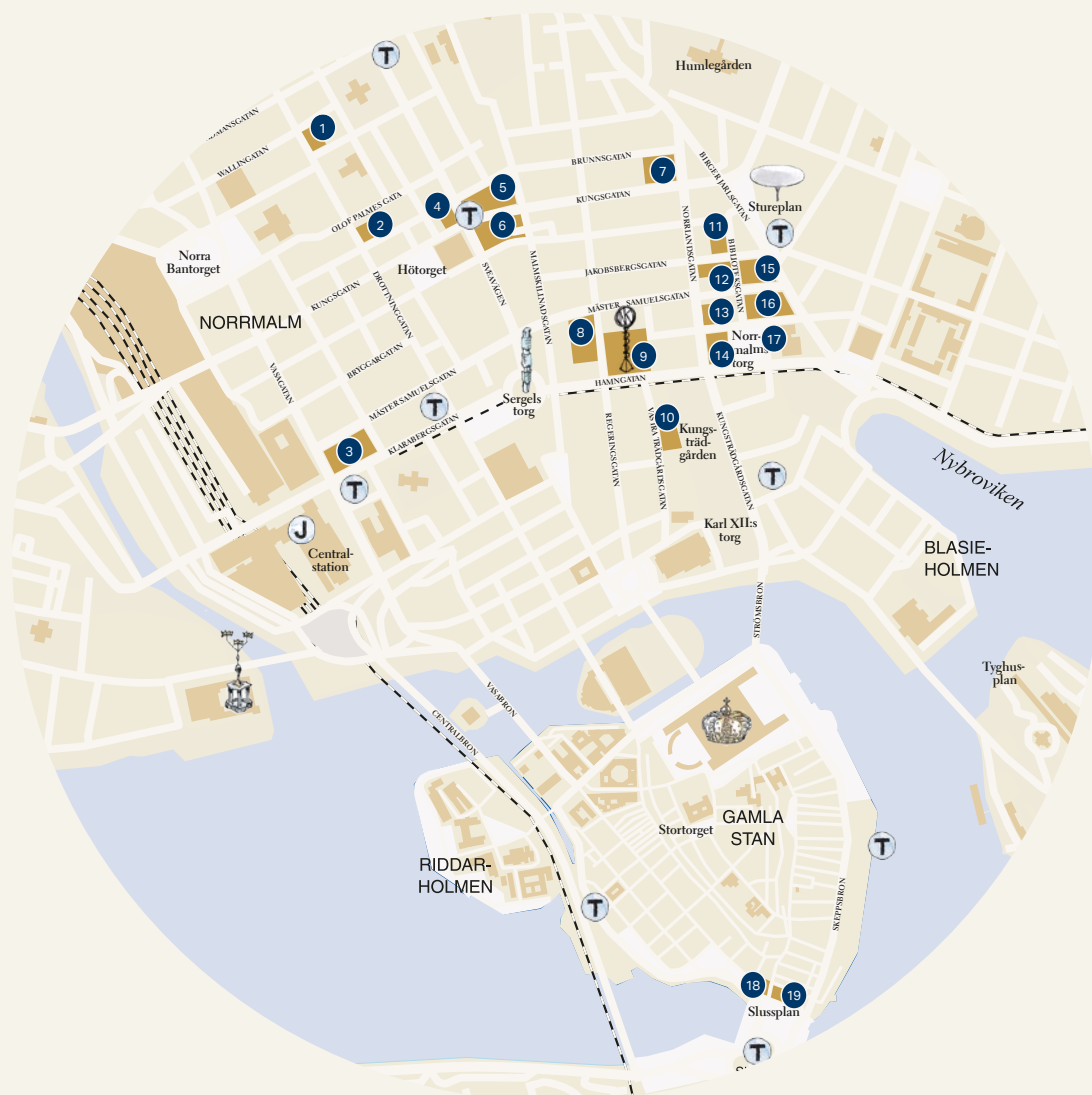 T
Humlegården
1
...MANSGATAN
WALLINGATAN
BRUNNSGATAN
7
BIRGER JARLSGATAN
Stureplan
T
5
KUNGSGATAN
4
T
6
OLOF PALMES GATA
2
NORRLANDSGATAN
11
BIBLIOTEKSGATAN
Norra
Bantorget
Hötorget
SVEAVÄGEN
MALMSKILLNADSGATAN
JAKOBSBERGSGATAN
12
15
KUNGSGATAN
DROTTNINGGATAN
MÄSTER SAMUELSGATAN
13
16
NORRMALM
8
NK
9
Norr-
malms
torg
17
14
VASAGATAN
BRYGGARGATAN
HAMNGATAN
MÄSTER SAMUELSGATAN
Sergels
torg
T
KLARABERGSGATAN
3
10
REGERINGSGATAN
VÄSTRA TRÄDGÅRDSGATAN
Kungs-
träd-
gården
KUNGSTRÄDGÅRDSGATAN
T
T
Nybroviken
J
Central-
station
Karl XII:s
torg
BLASIE-
HOLMEN
STRÖMSBRON
Tyghus-
plan
VASABRON
CENTRALBRON
Stortorget
GAMLA
STAN
T
RIDDAR-
HOLMEN
T
SKEPPSBRON
18
19
Slussplan
T